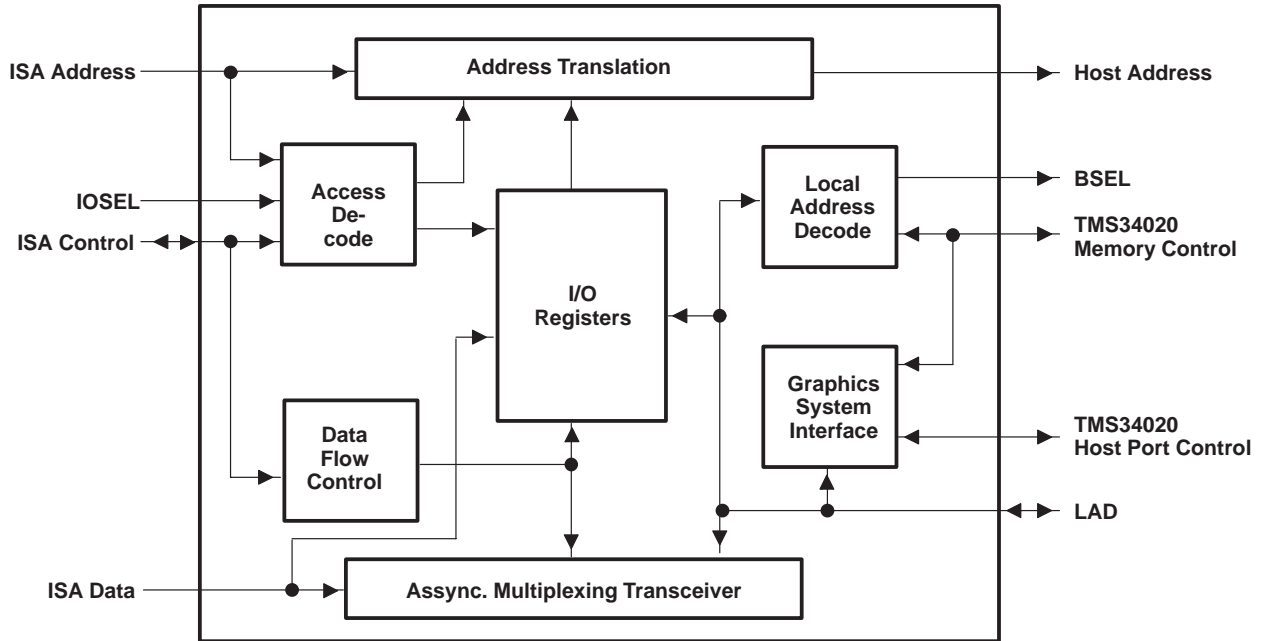 Address Translation
ISA Address
Host Address
Access
De-
code
Local
Address
Decode
BSEL
IOSEL
ISA Control
TMS34020
Memory Control
I/O
Registers
Graphics
System
Interface
Data
Flow
Control
TMS34020
Host Port Control
LAD
ISA Data
Assync. Multiplexing Transceiver